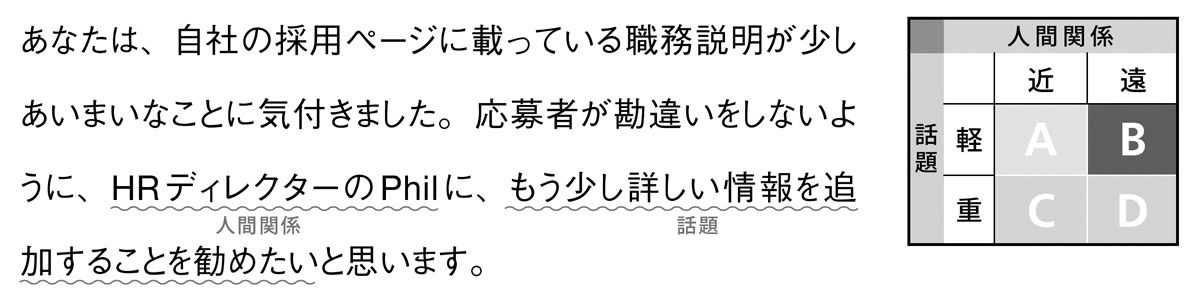 あなたは、自社の採用ページに載っている職務説明が少し
あいまいなことに気付きました。応募者が勘違いをしないよ
うに、HRディレクターのPhilに、もう少し詳しい情報を追
人間関係
話題
加することを勧めたいと思います。
人間関係
近
遠
話題
軽
A
B
重
C
D